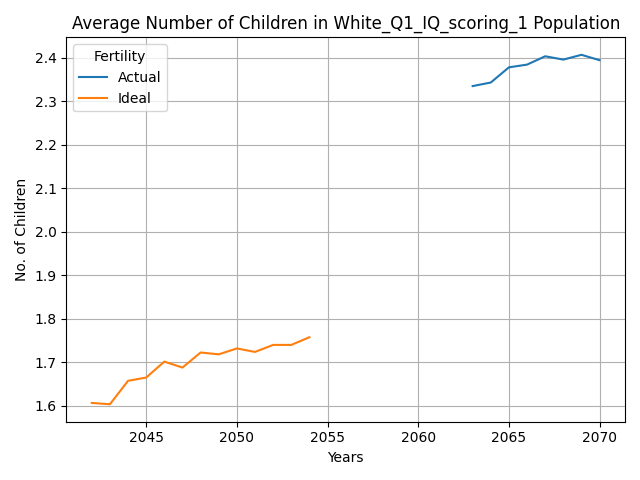 Average Number of Children in White_Q1_IQ_scoring_1 Population
Fertility
Actual
Ideal
No. of Children
2.4
2.3
2.2
2.1
2.0
1.9
1.8
1.7
1.6
2045 2050 2055 2060 2065 2070
Years